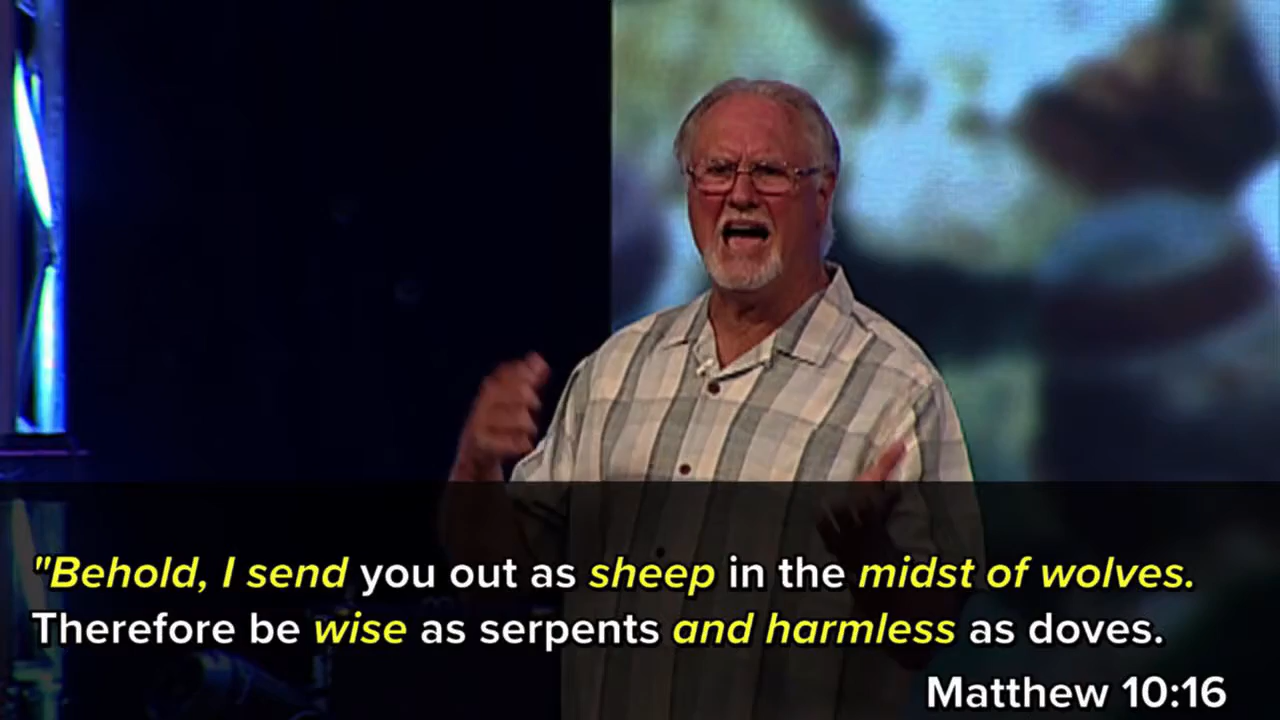 "Behold, I send you out as sheep in the midst of wolves.
Therefore be wise as serpents and harmless as doves.
Matthew 10:16